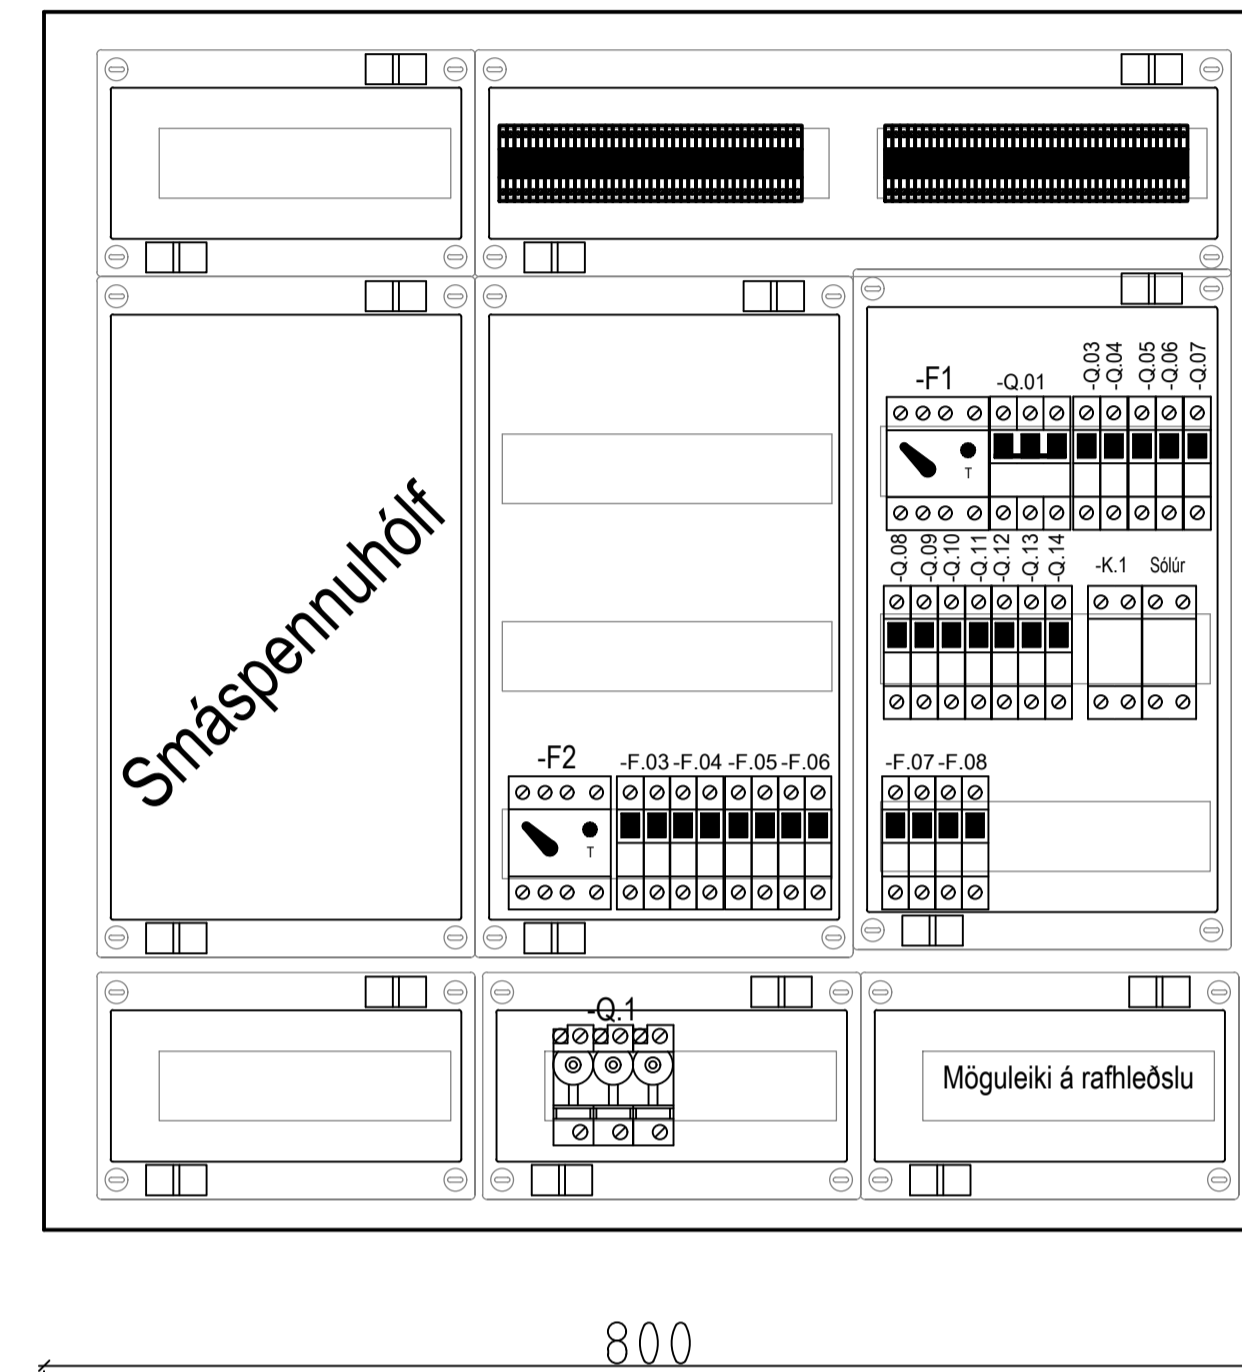 -F1
-Q.01
-Q.03
-Q.04
-Q.05
-Q.06
-Q.07
T
Smáspennuhólf
-Q.08
-Q.09
-Q.10
-Q.11
-Q.12
-Q.13
-Q.14
-K.1
Sólúr
-F2
-F.03 -F.04 -F.05 -F.06
T
-F.07 -F.08
-Q.1
Möguleiki á rafhleðslu
800